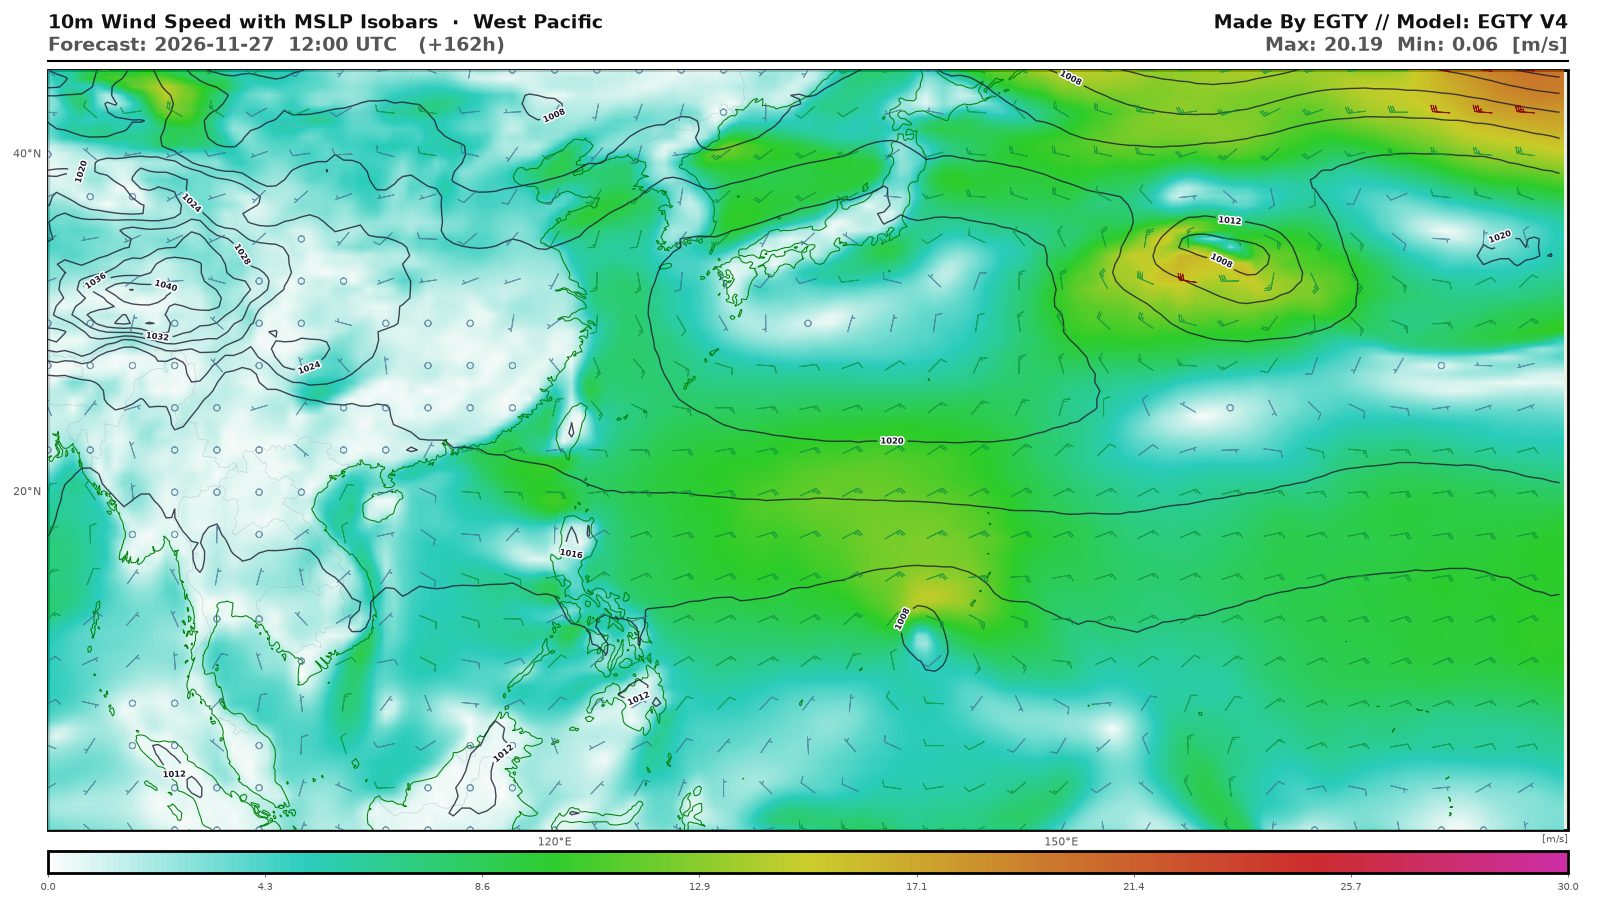 10m Wind Speed with MSLP Isobars · West Pacific
Made By EGTY // Model: EGTY V4
Forecast: 2026-11-27 12:00 UTC (+162h)
Max: 20.19 Min: 0.06 [m/s]
1008
1008
40°N
1020
1024
1012
1020
1028
1008
1036
1040
1032
1024
1020
20°N
1016
1008
1012
1012
1012
120°E
150°E
[m/s]
0.0 4.3 8.6 12.9 17.1 21.4 25.7 30.0